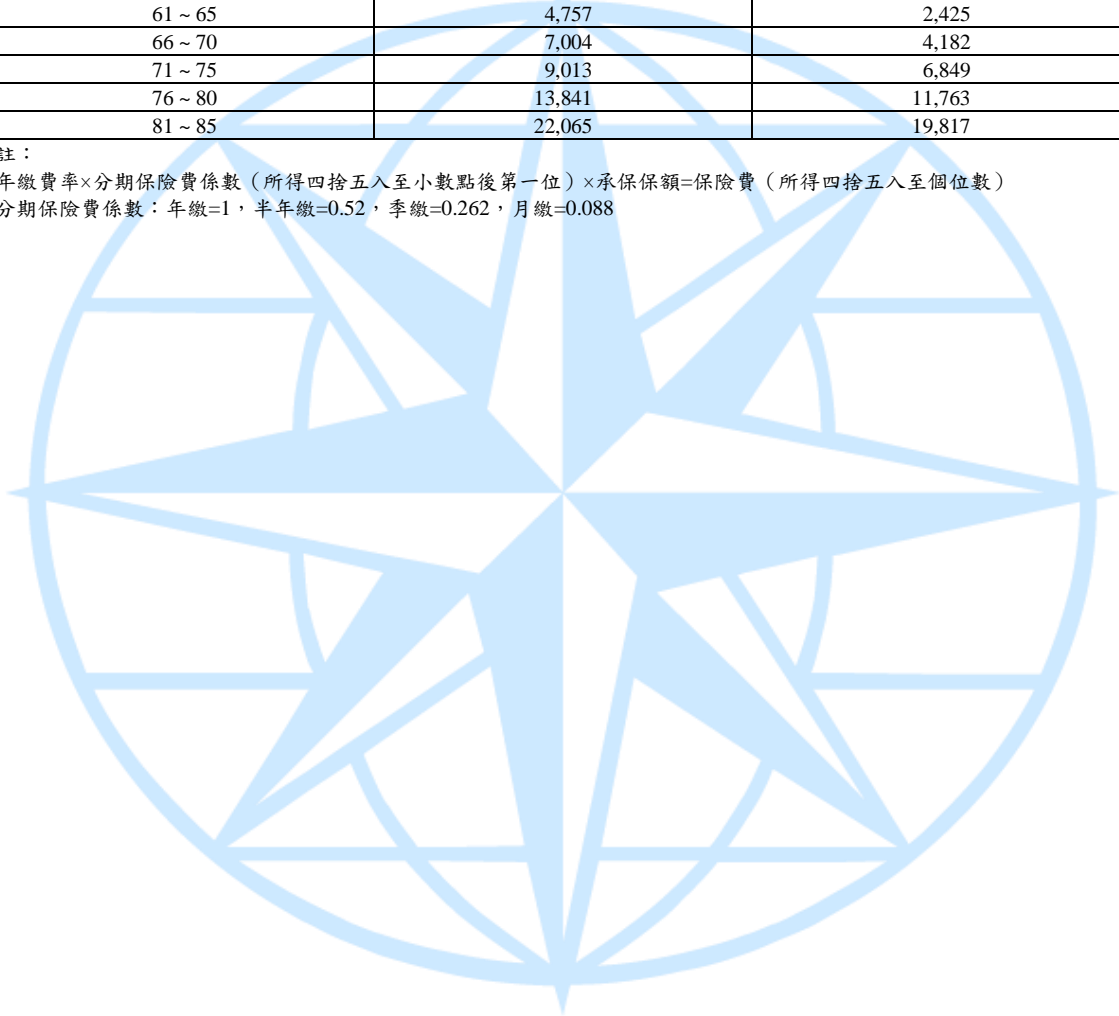 61 ~ 65 4,757 2,425
66 ~ 70 7,004 4,182
71 ~ 75 9,013 6,849
76 ~ 80 13,841 11,763
81 ~ 85 22,065 19,817
註：
年繳費率×分期保險費係數（所得四捨五入至小數點後第一位）×承保保額=保險費（所得四捨五入至個位數）
分期保險費係數：年繳=1，半年繳=0.52，季繳=0.262，月繳=0.088